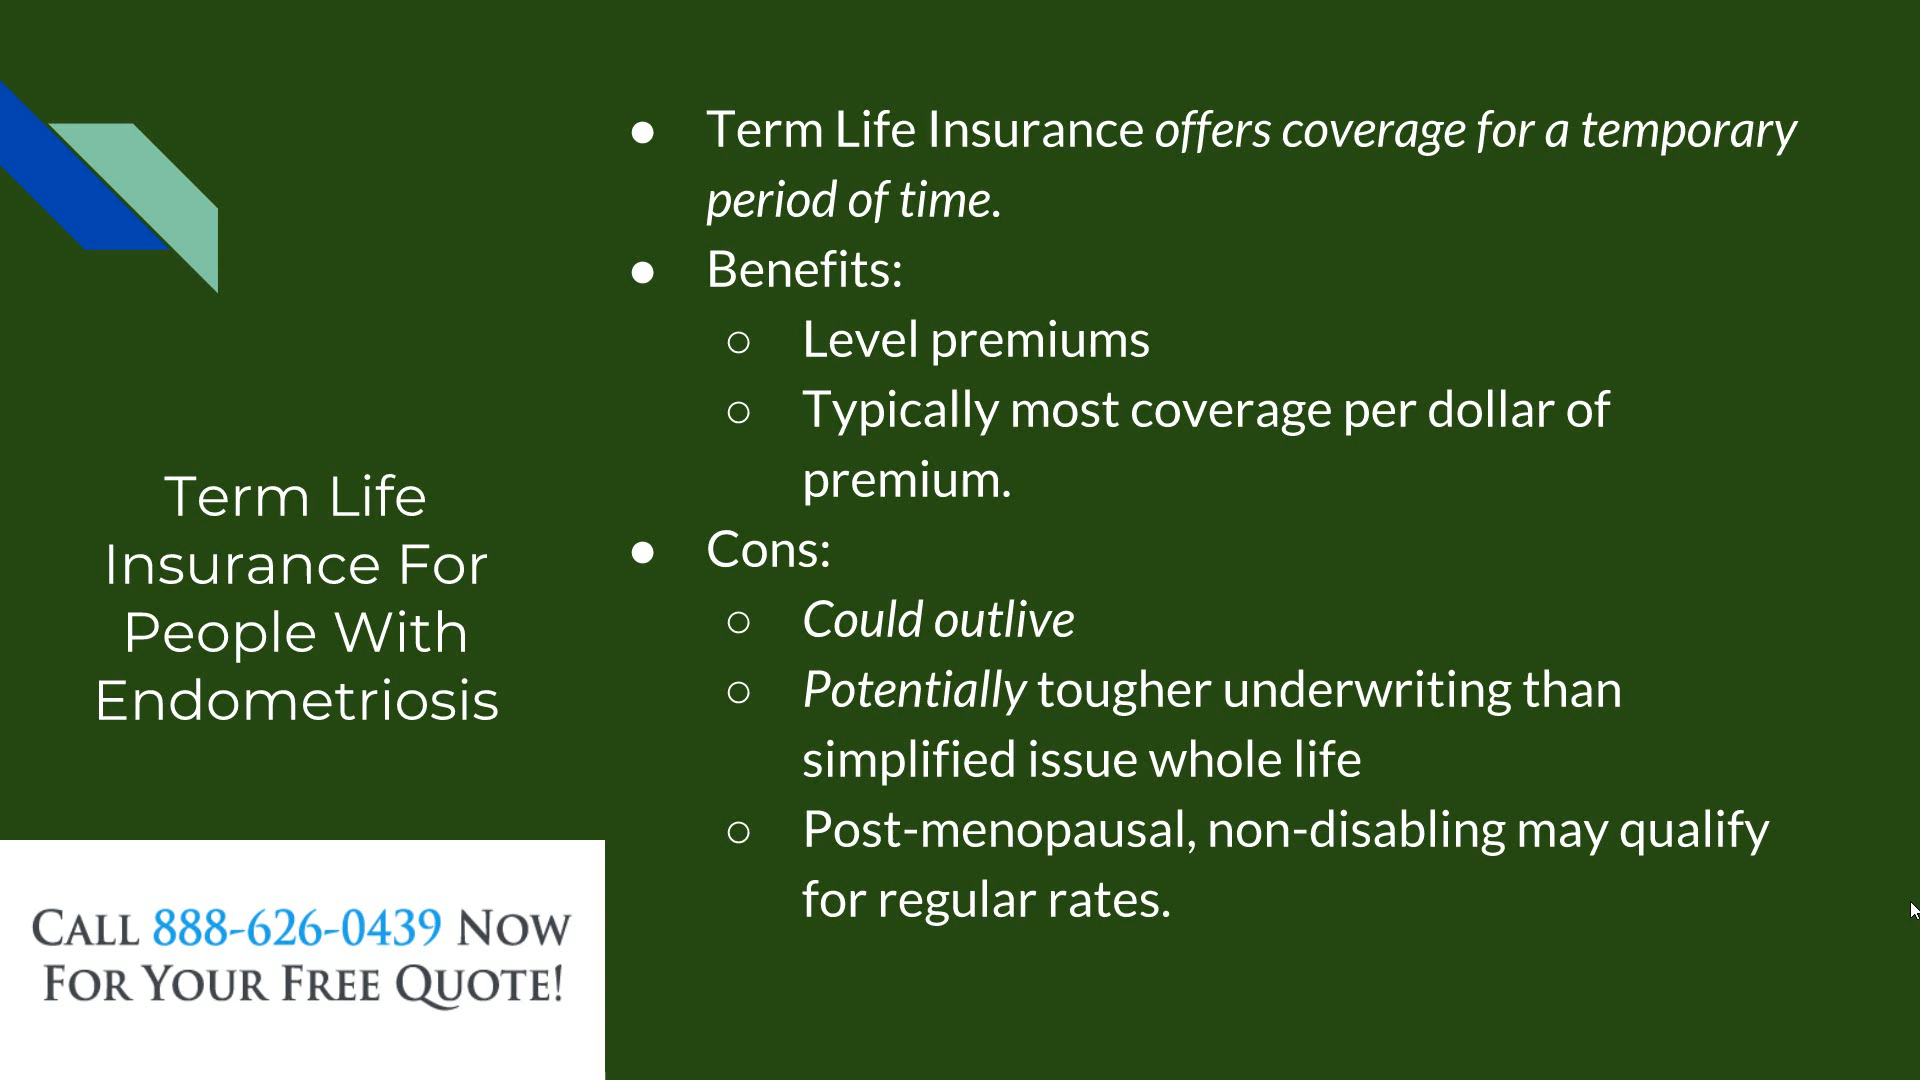 Term Life
Insurance For
People With
Endometriosis
CALL 888-626-0439 NOW
FOR YOUR FREE QUOTE!
● Term Life Insurance offers coverage for a temporary
period of time.
● Benefits:
○ Level premiums
○ Typically most coverage per dollar of
premium.
● Cons:
○ Could outlive
○ Potentially tougher underwriting than
simplified issue whole life
○ Post-menopausal, non-disabling may qualify
for regular rates.